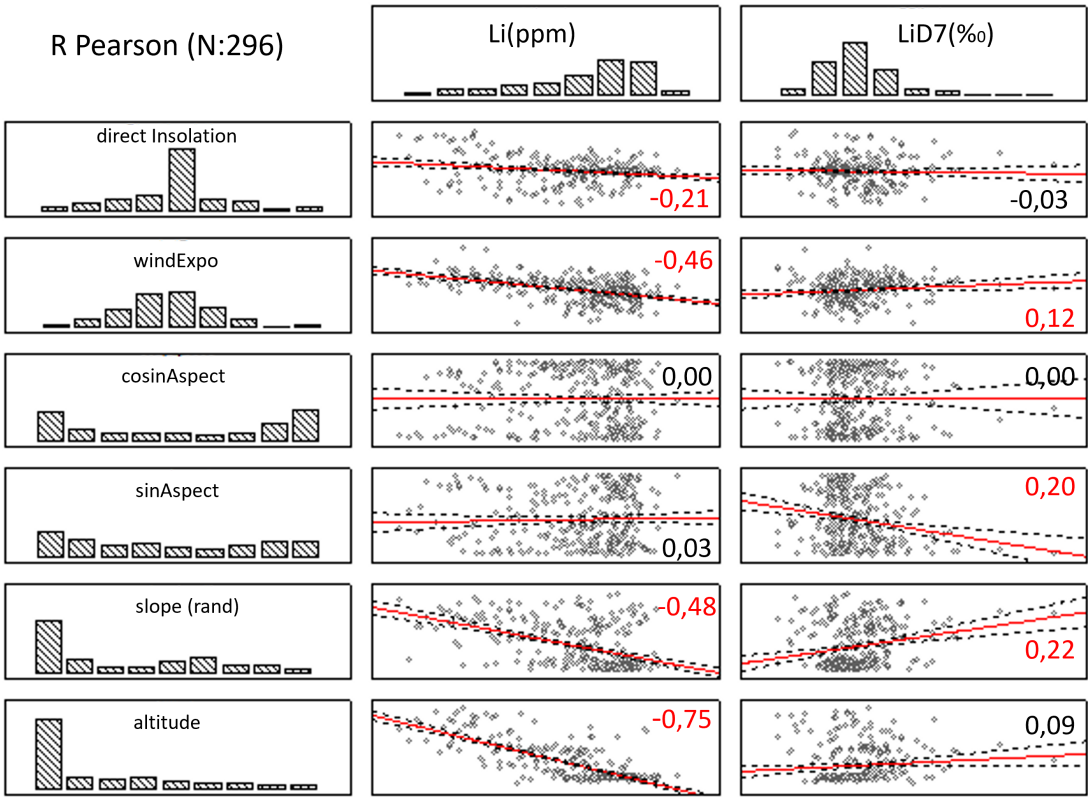 R Pearson (N:296)
Li(ppm)
LiD7(‰)
direct Insolation
-0,21
-0,03
windExpo
-0,46
0,12
cosinAspect
0,00
0,00
sinAspect
0,03
0,20
slope (rand)
-0,48
0,22
altitude
-0,75
0,09